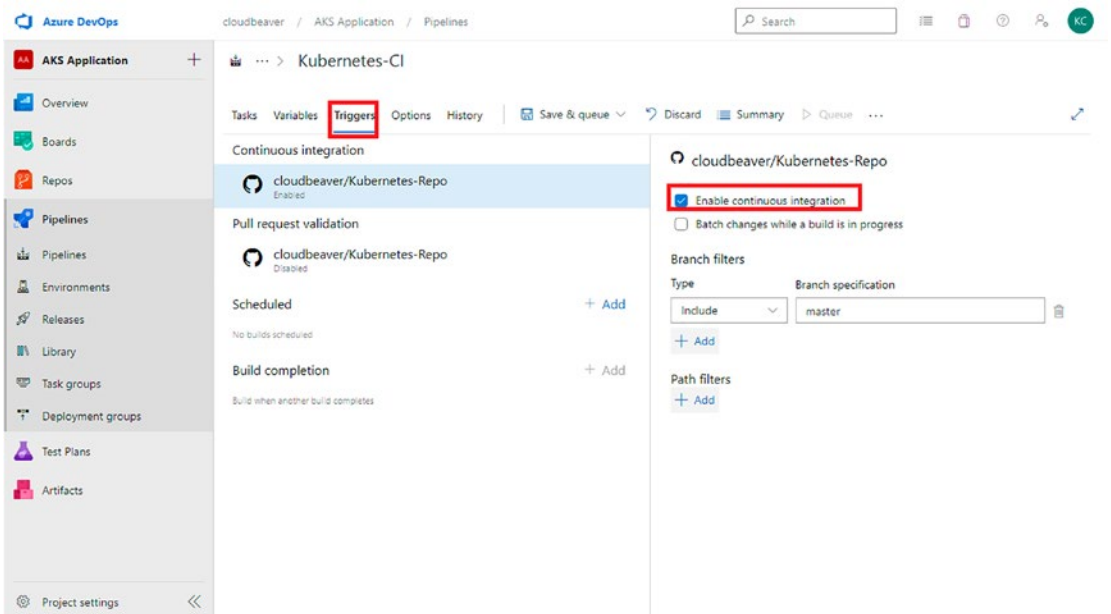 Azure DevOps
cloudbeaver / AKS Application / Pipelines
Search
KC
AA AKS Application +
Overview
Boards
Repos
Pipelines
Pipelines
Environments
Releases
Library
Task groups
Deployment groups
Test Plans
Artifacts
Project settings
... > Kubernetes-CI
Tasks Variables Triggers Options History Save & queue Discard Summary Queue ...
Continuous integration
cloudbeaver/Kubernetes-Repo
Enabled
Pull request validation
cloudbeaver/Kubernetes-Repo
Disabled
Scheduled + Add
No builds scheduled
Build completion + Add
Build when another build completes
cloudbeaver/Kubernetes-Repo
Enable continuous integration
Batch changes while a build is in progress
Branch filters
Type Branch specification
Include master
+ Add
Path filters
+ Add